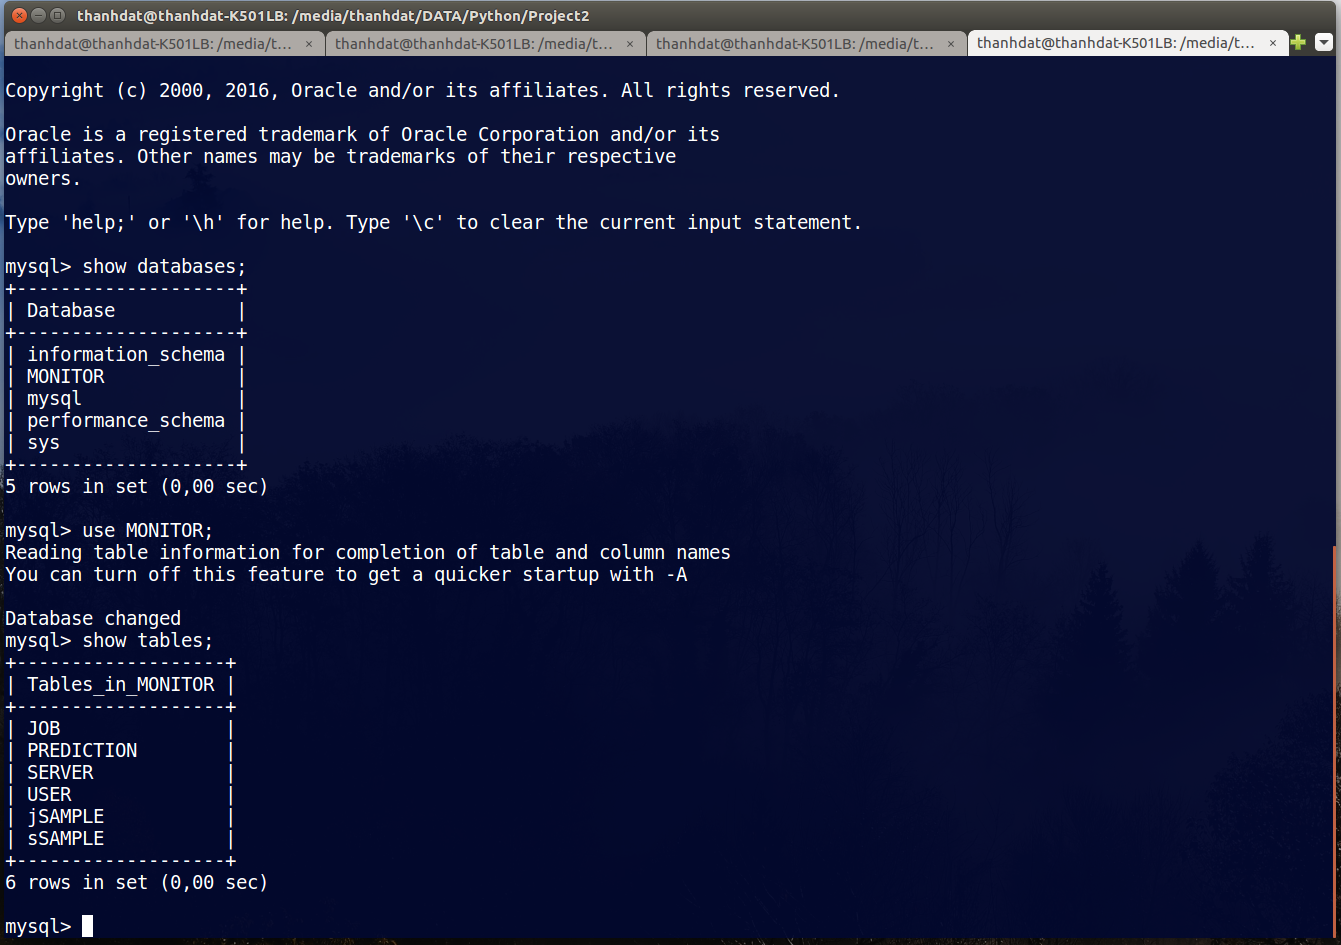 thanhdat@thanhdat-K501LB: /media/thanhdat/DATA/Python/Project2
thanhdat@thanhdat-K501LB: /media/t... × thanhdat@thanhdat-K501LB: /media/t... × thanhdat@thanhdat-K501LB: /media/t... × thanhdat@thanhdat-K501LB: /media/t... ×
Copyright (c) 2000, 2016, Oracle and/or its affiliates. All rights reserved.
Oracle is a registered trademark of Oracle Corporation and/or its
affiliates. Other names may be trademarks of their respective
owners.
Type 'help;' or '\h' for help. Type '\c' to clear the current input statement.
mysql> show databases;
+--------------------+
| Database           |
+--------------------+
| information_schema |
| MONITOR            |
| mysql              |
| performance_schema |
| sys                |
+--------------------+
5 rows in set (0,00 sec)
mysql> use MONITOR;
Reading table information for completion of table and column names
You can turn off this feature to get a quicker startup with -A
Database changed
mysql> show tables;
+-------------------+
| Tables_in_MONITOR |
+-------------------+
| JOB               |
| PREDICTION        |
| SERVER            |
| USER              |
| jSAMPLE           |
| sSAMPLE           |
+-------------------+
6 rows in set (0,00 sec)
mysql>